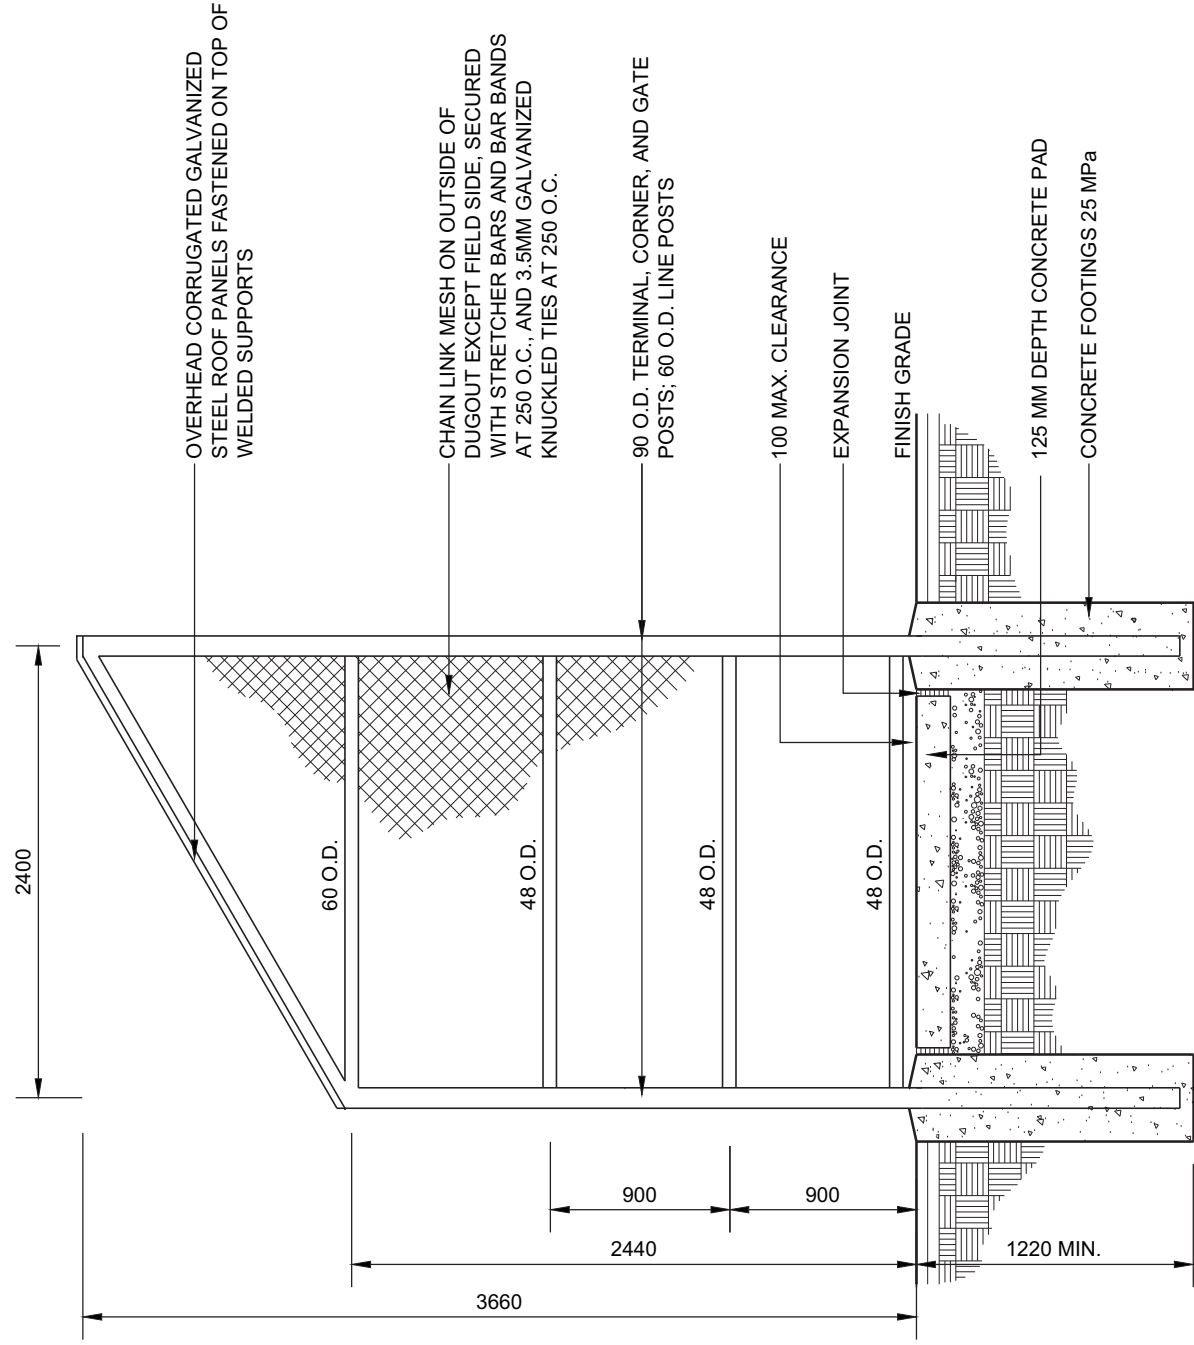 OVERHEAD CORRUGATED GALVANIZED
STEEL ROOF PANELS FASTENED ON TOP OF
WELDED SUPPORTS
CHAIN LINK MESH ON OUTSIDE OF
DUGOUT EXCEPT FIELD SIDE, SECURED
WITH STRETCHER BARS AND BAR BANDS
AT 250 O.C., AND 3.5MM GALVANIZED
KNUCKLED TIES AT 250 O.C.
90 O.D. TERMINAL, CORNER, AND GATE
POSTS; 60 O.D. LINE POSTS
100 MAX. CLEARANCE
EXPANSION JOINT
FINISH GRADE
125 MM DEPTH CONCRETE PAD
CONCRETE FOOTINGS 25 MPa
2400
60 O.D.
48 O.D.
48 O.D.
48 O.D.
900
900
2440
1220 MIN.
3660